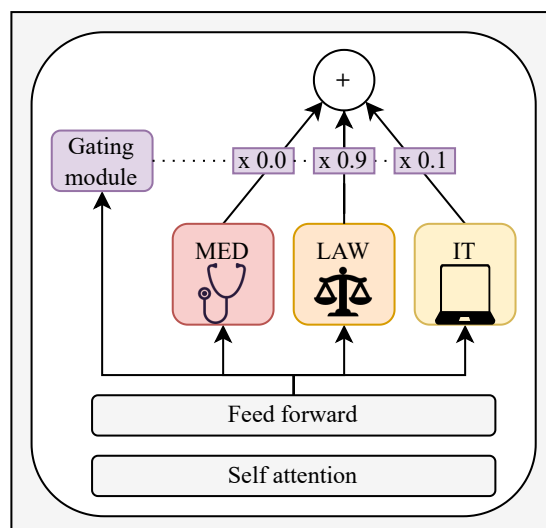 +
Gating
module
x 0.0
x 0.9
x 0.1
MED
LAW
IT
Feed forward
Self attention